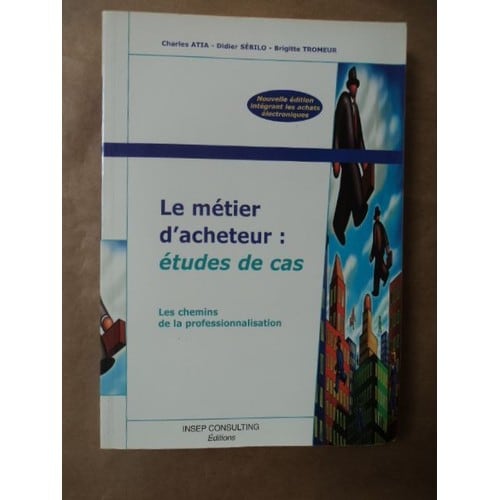 Charles ATIA - Didier SÉBILO - Brigitte TROMEUR
Nouvelle édition
intégrant les achats
électroniques
Le métier
d'acheteur :
études de cas
Les chemins
de la professionnalisation
INSEP CONSULTING
Éditions